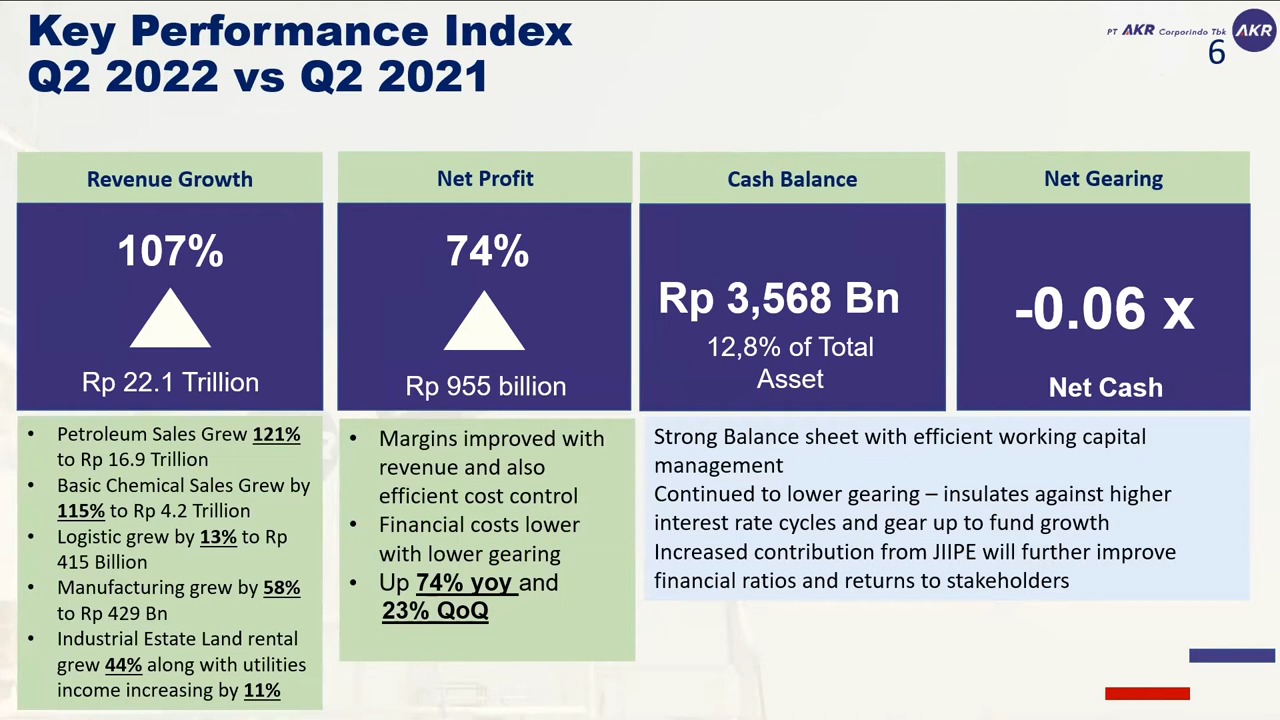 Key Performance Index
Q2 2022 vs Q2 2021
PT AKR Corporindo Tbk
AKR
6
Revenue Growth
107%
Rp 22.1 Trillion
• Petroleum Sales Grew 121%
to Rp 16.9 Trillion
• Basic Chemical Sales Grew by
115% to Rp 4.2 Trillion
• Logistic grew by 13% to Rp
415 Billion
• Manufacturing grew by 58%
to Rp 429 Bn
• Industrial Estate Land rental
grew 44% along with utilities
income increasing by 11%
Net Profit
74%
Rp 955 billion
• Margins improved with
revenue and also
efficient cost control
• Financial costs lower
with lower gearing
• Up 74% yoy and
23% QoQ
Cash Balance
Rp 3,568 Bn
12,8% of Total
Asset
Net Gearing
-0.06 x
Net Cash
Strong Balance sheet with efficient working capital
management
Continued to lower gearing – insulates against higher
interest rate cycles and gear up to fund growth
Increased contribution from JIIPE will further improve
financial ratios and returns to stakeholders